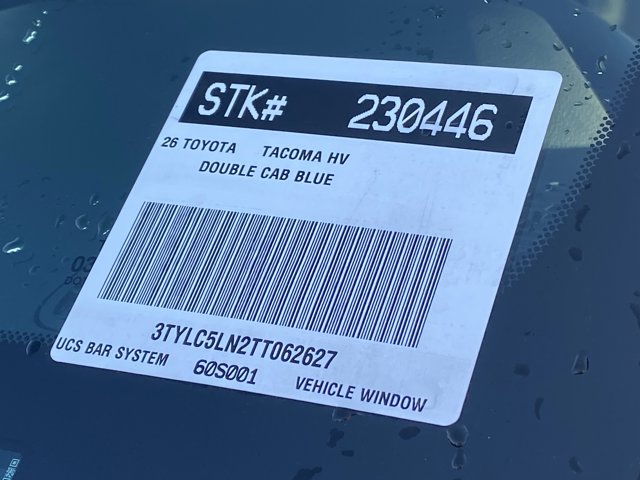 STK# 230446
26 TOYOTA TACOMA HV
DOUBLE CAB BLUE
3TYLC5LN2TT062627
UCS BAR SYSTEM 60S001 VEHICLE WINDOW